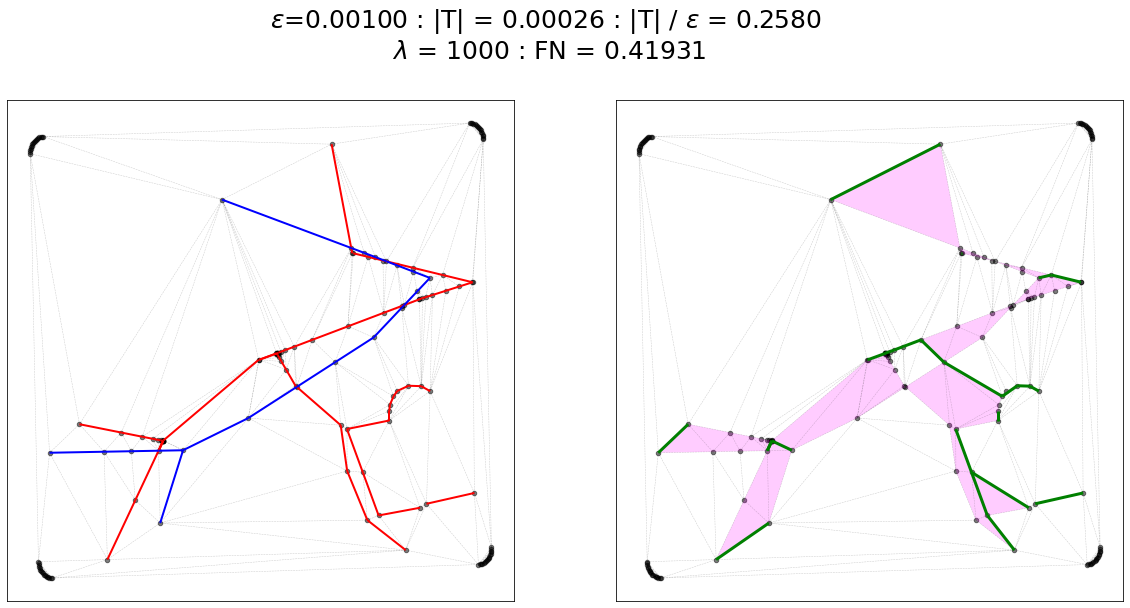 ε=0.00100 : |T| = 0.00026 : |T| / ε = 0.2580
λ = 1000 : FN = 0.41931